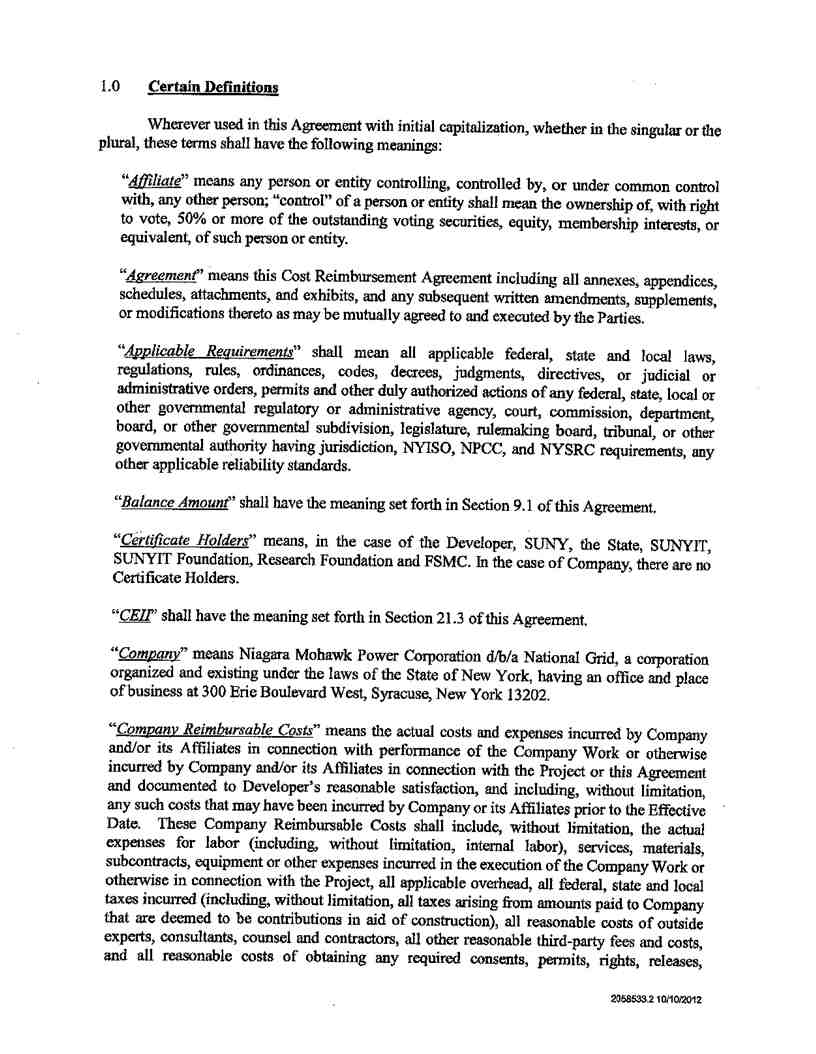 1.0 Certain Definitions
Wherever used in this Agreement with initial capitalization, whether in the singular or the
plural, these terms shall have the following meanings:
“Affiliate” means any person or entity controlling, controlled by, or under common control
with, any other person; “control” of a person or entity shall mean the ownership of, with right
to vote, 50% or more of the outstanding voting securities, equity, membership interests, or
equivalent, of such person or entity.
“Agreement” means this Cost Reimbursement Agreement including all annexes, appendices,
schedules, attachments, and exhibits, and any subsequent written amendments, supplements,
or modifications thereto as may be mutually agreed to and executed by the Parties.
“Applicable Requirements” shall mean all applicable federal, state and local laws,
regulations, rules, ordinances, codes, decrees, judgments, directives, or judicial or
administrative orders, permits and other duly authorized actions of any federal, state, local or
other governmental regulatory or administrative agency, court, commission, department,
board, or other governmental subdivision, legislature, rulemaking board, tribunal, or other
governmental authority having jurisdiction, NYISO, NPCC, and NYSRC requirements, any
other applicable reliability standards.
“Balance Amount” shall have the meaning set forth in Section 9.1 of this Agreement.
“Certificate Holders” means, in the case of the Developer, SUNY, the State, SUNYIT,
SUNYIT Foundation, Research Foundation and FSMC. In the case of Company, there are no
Certificate Holders.
“CEII” shall have the meaning set forth in Section 21.3 of this Agreement.
“Company” means Niagara Mohawk Power Corporation d/b/a National Grid, a corporation
organized and existing under the laws of the State of New York, having an office and place
of business at 300 Erie Boulevard West, Syracuse, New York 13202.
“Company Reimbursable Costs” means the actual costs and expenses incurred by Company
and/or its Affiliates in connection with performance of the Company Work or otherwise
incurred by Company and/or its Affiliates in connection with the Project or this Agreement
and documented to Developer’s reasonable satisfaction, and including, without limitation,
any such costs that may have been incurred by Company or its Affiliates prior to the Effective
Date. These Company Reimbursable Costs shall include, without limitation, the actual
expenses for labor (including, without limitation, internal labor), services, materials,
subcontracts, equipment or other expenses incurred in the execution of the Company Work or
otherwise in connection with the Project, all applicable overhead, all federal, state and local
taxes incurred (including, without limitation, all taxes arising from amounts paid to Company
that are deemed to be contributions in aid of construction), all reasonable costs of outside
experts, consultants, counsel and contractors, all other reasonable third-party fees and costs,
and all reasonable costs of obtaining any required consents, permits, rights, releases,
2058533.2 10/10/2012